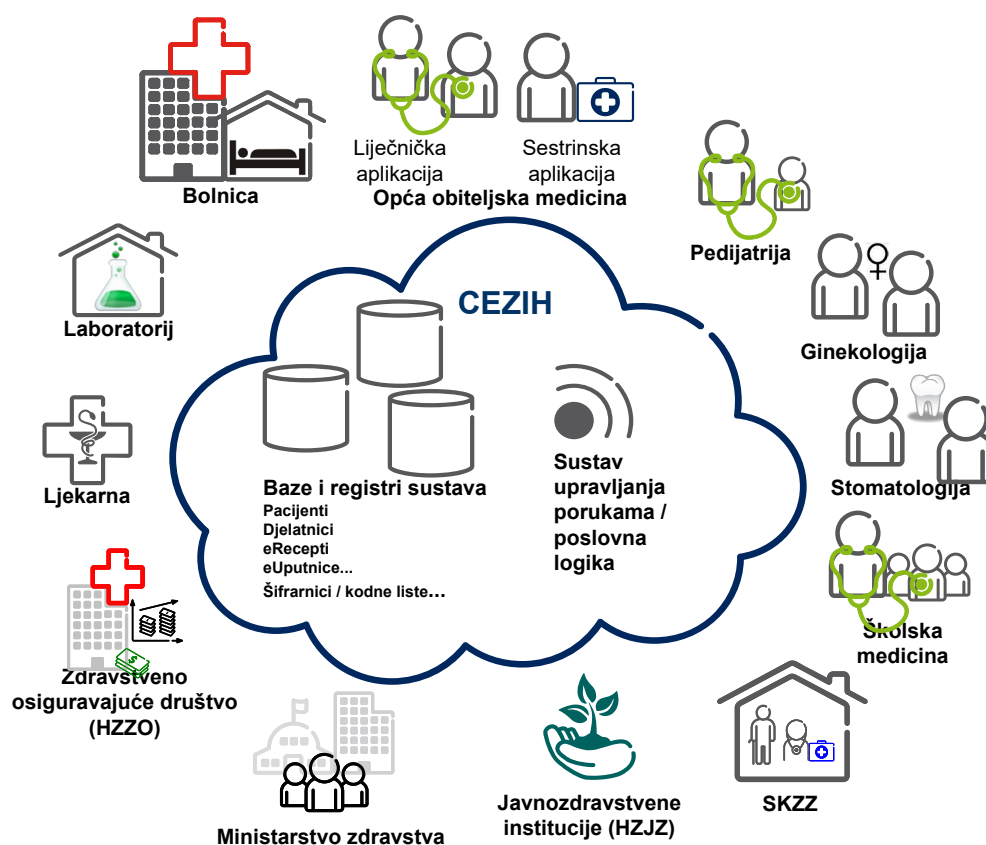 Liječnička
aplikacija
Sestrinska
aplikacija
Opća obiteljska medicina
Bolnica
Pedijatrija
Laboratorij
CEZIH
Ginekologija
Ljekarna
Stomatologija
Baze i registri sustava
Pacijenti
Djelatnici
eRecepti
eUputnice...
Šifrarnici / kodne liste...
Sustav
upravljanja
porukama /
poslovna
logika
Školska
medicina
Zdravstveno
osiguravajuće društvo
(HZZO)
$
Ministarstvo zdravstva
Javnozdravstvene
institucije (HZJZ)
SKZZ